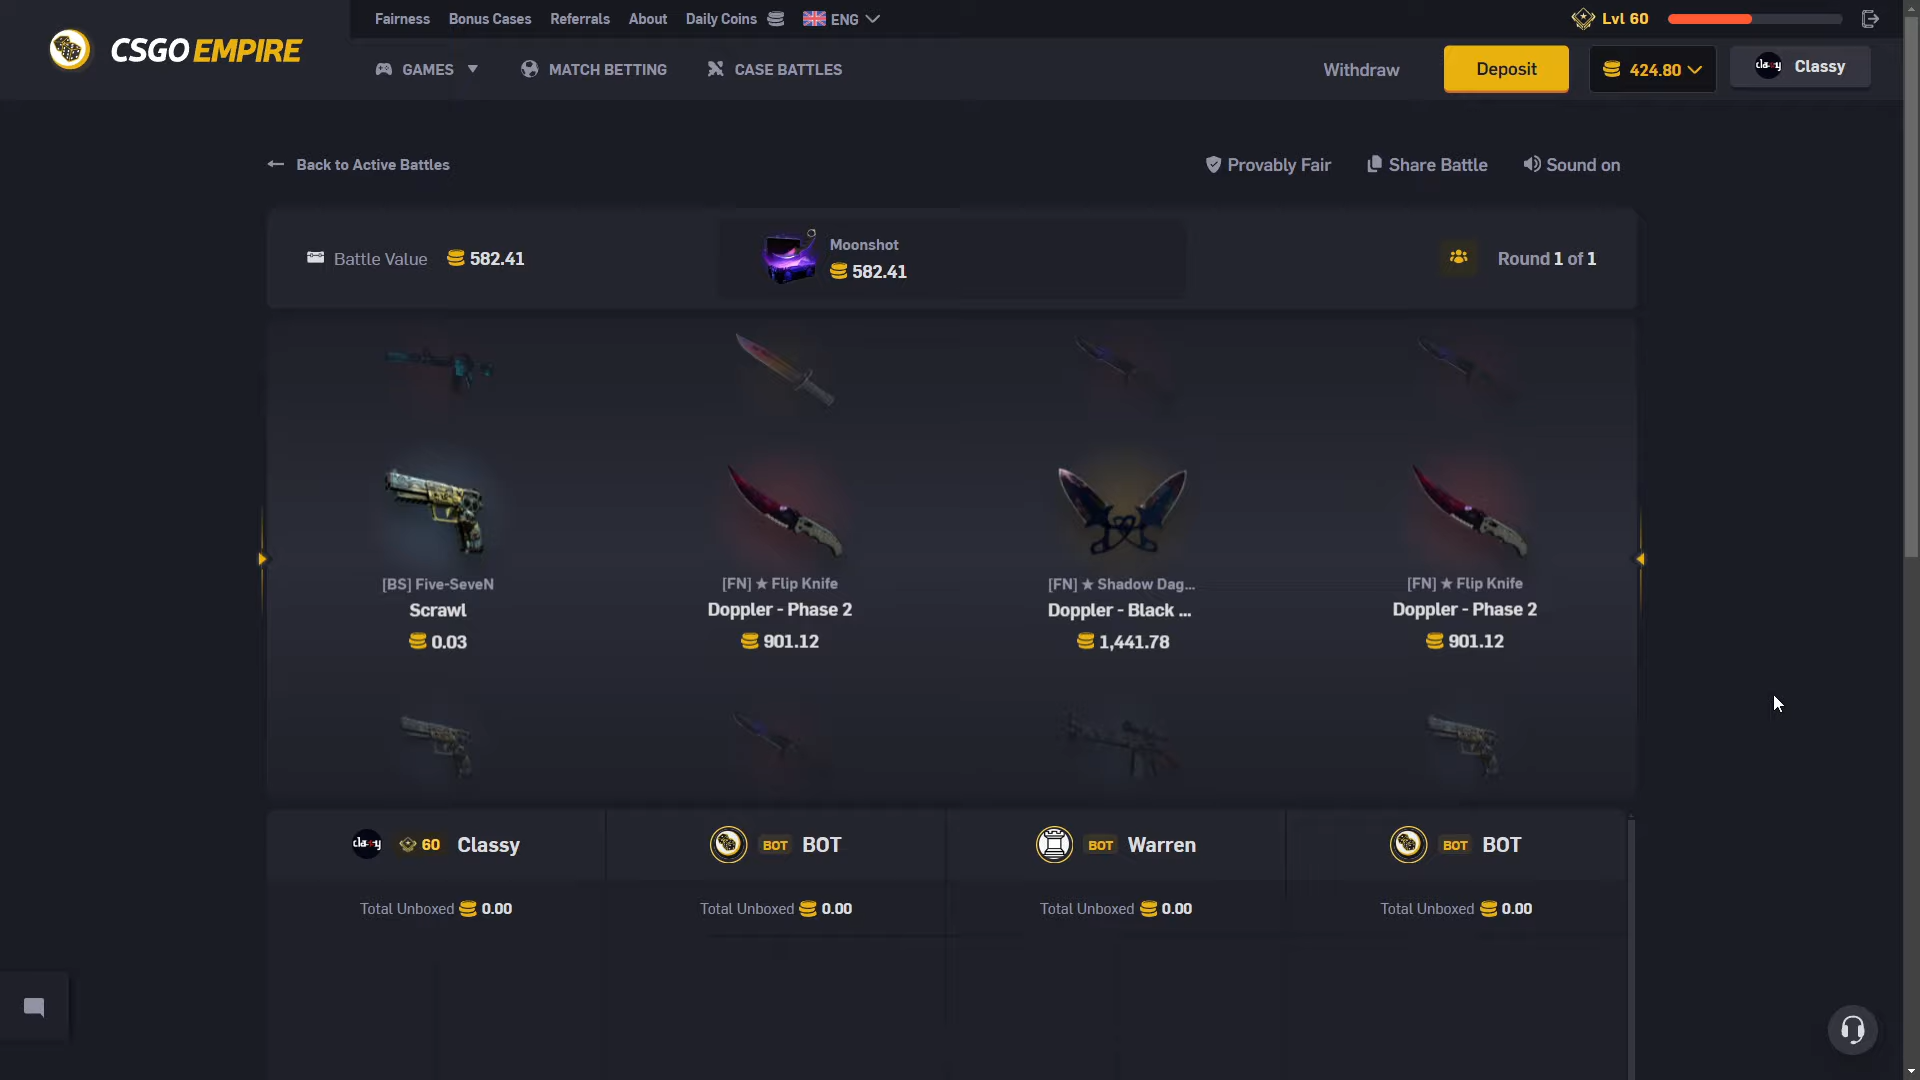 Fairness
Bonus Cases
Referrals
About
Daily Coins
ENG
Lvl 60
CSGOEMPIRE
GAMES
MATCH BETTING
CASE BATTLES
Withdraw
Deposit
424.80
classy
Classy
Back to Active Battles
Provably Fair
Share Battle
Sound on
Battle Value 582.41
Moonshot
582.41
Round 1 of 1
[BS] Five-SeveN
Scrawl
0.03
[FN] ★ Flip Knife
Doppler - Phase 2
901.12
[FN] ★ Shadow Dag...
Doppler - Black ...
1,441.78
[FN] ★ Flip Knife
Doppler - Phase 2
901.12
classy 60 Classy
BOT BOT
BOT Warren
BOT BOT
Total Unboxed 0.00
Total Unboxed 0.00
Total Unboxed 0.00
Total Unboxed 0.00